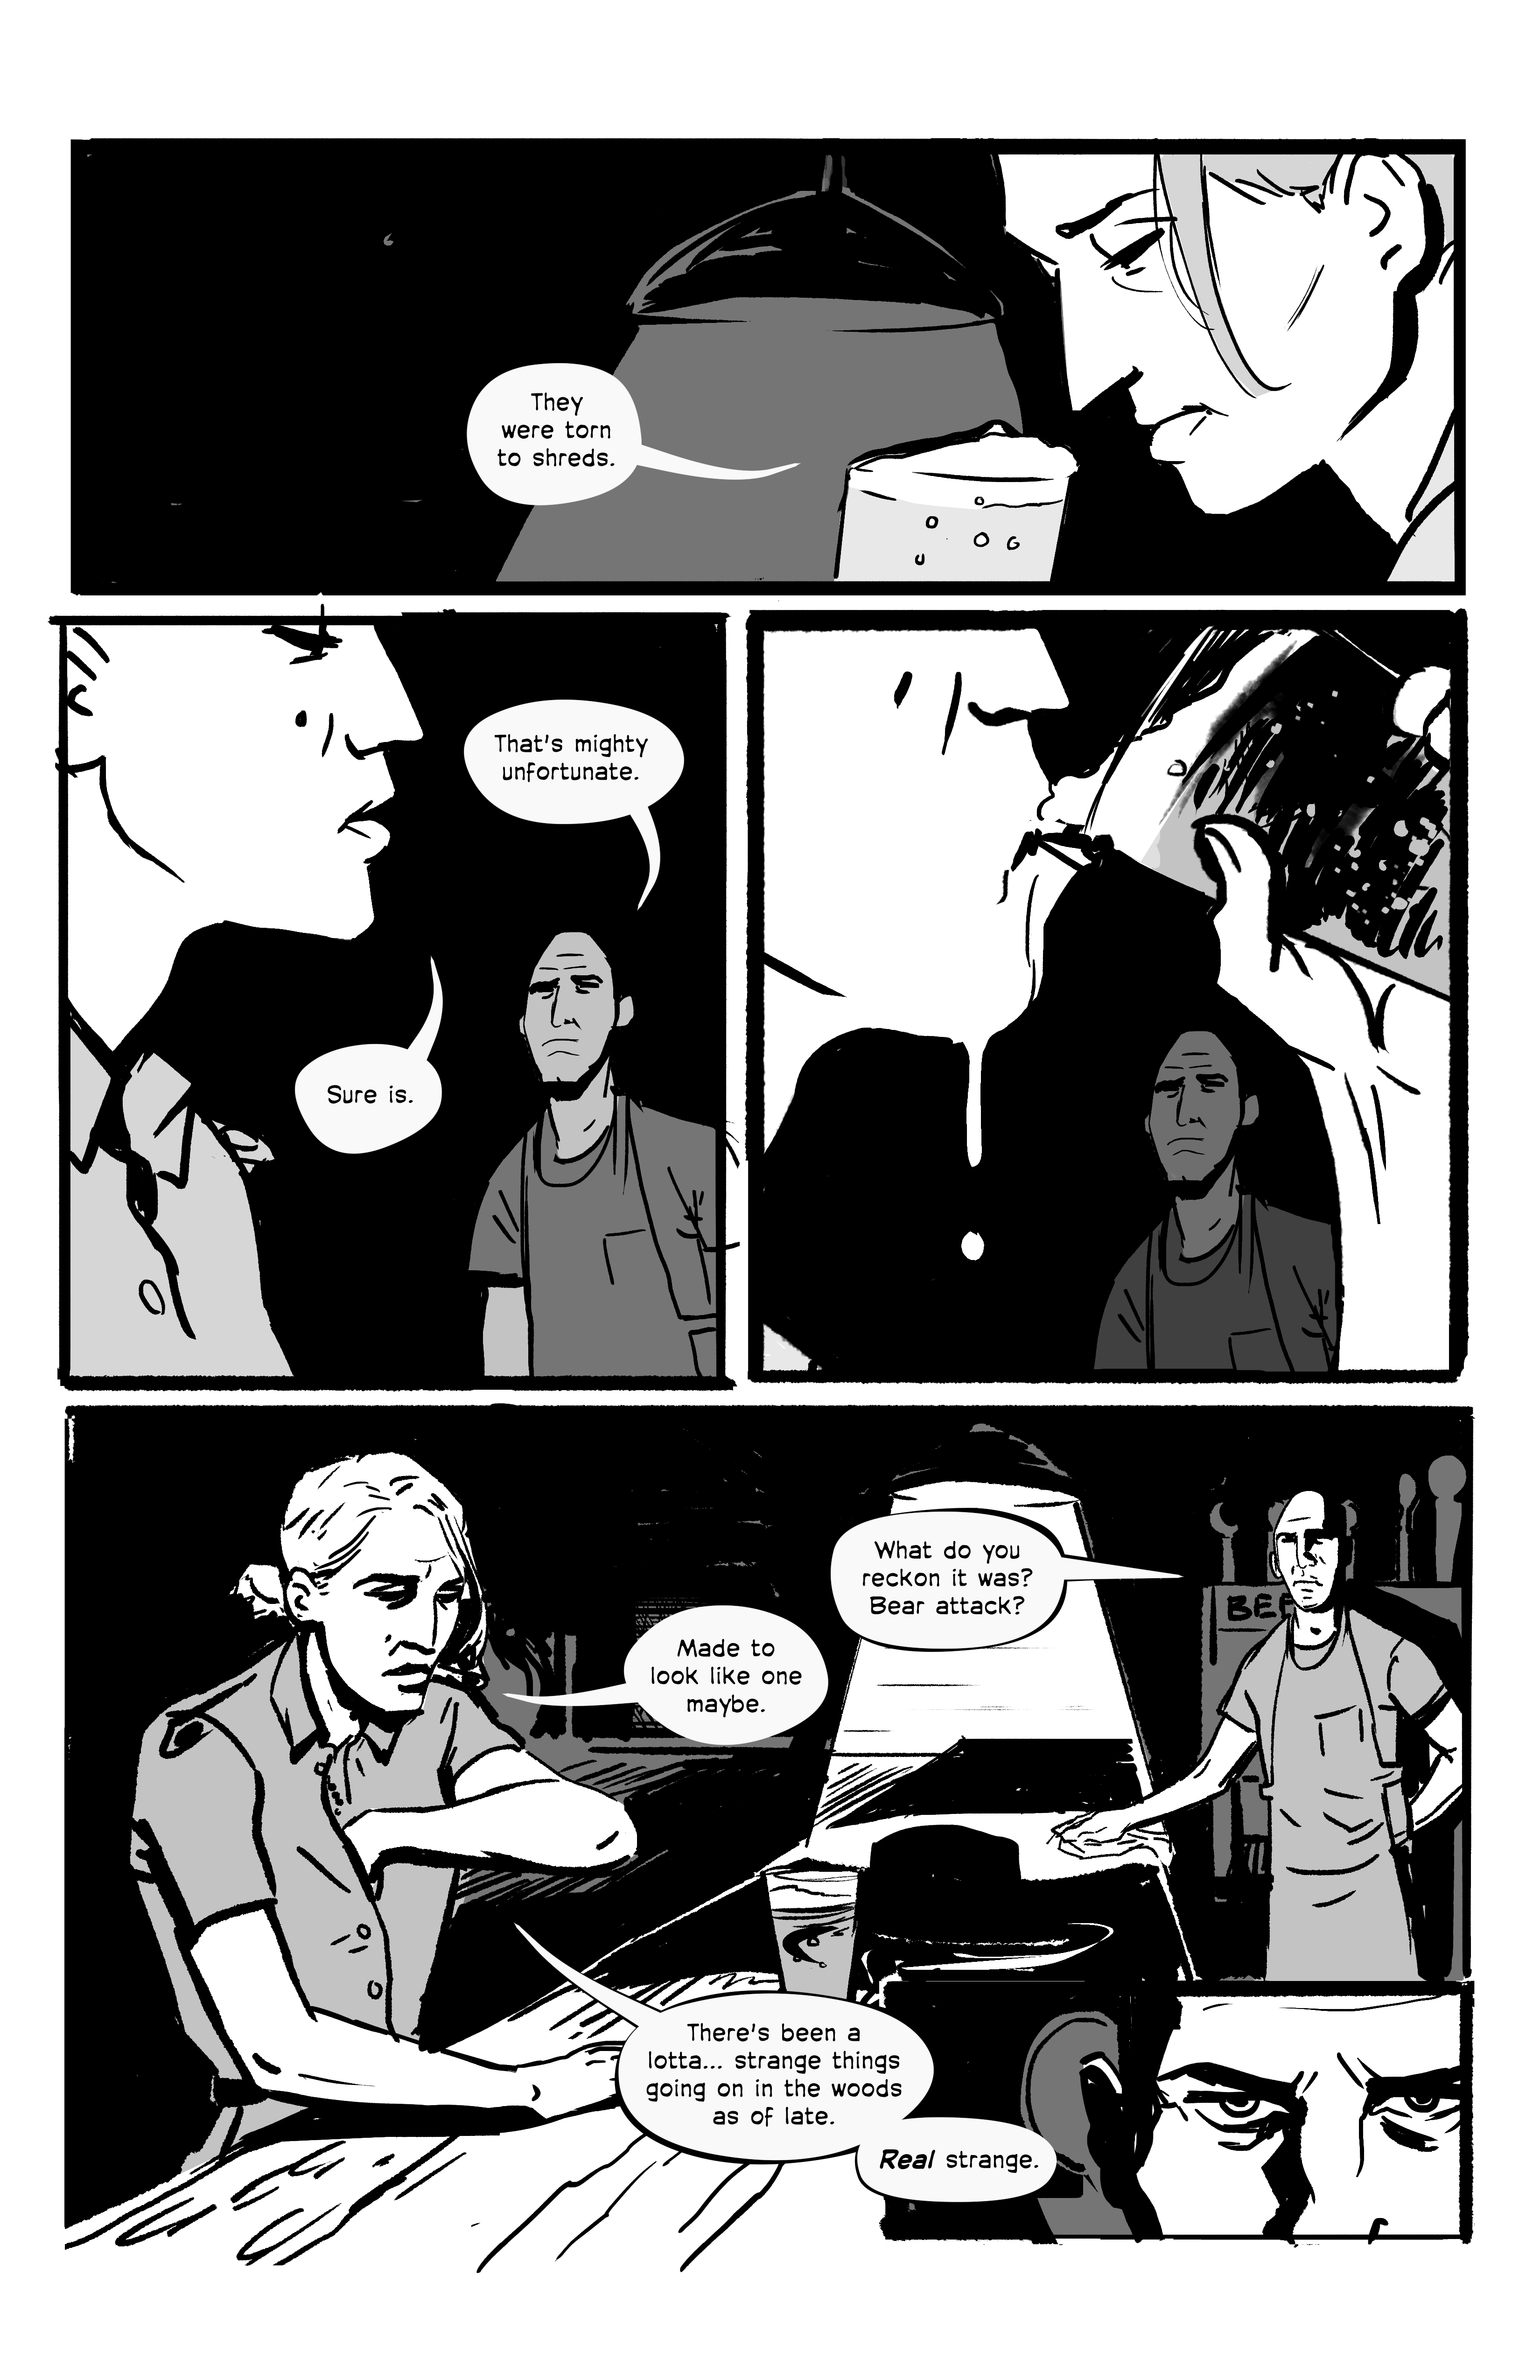 They
were torn
to shreds.
That's mighty
unfortunate.
Sure is.
What do you
reckon it was?
Bear attack?
Made to
look like one
maybe.
BEE
There's been a
lotta... strange things
going on in the woods
as of late.
Real strange.